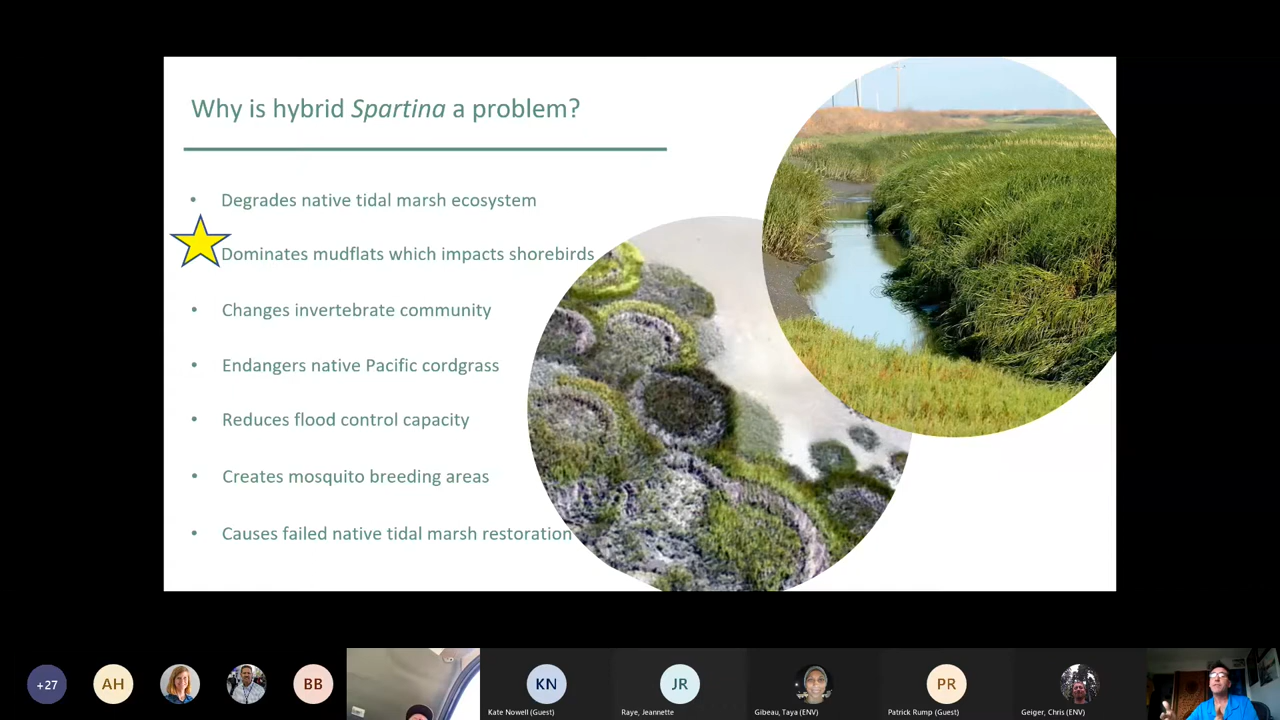 Why is hybrid Spartina a problem?
• Degrades native tidal marsh ecosystem
Dominates mudflats which impacts shorebirds
• Changes invertebrate community
• Endangers native Pacific cordgrass
• Reduces flood control capacity
• Creates mosquito breeding areas
• Causes failed native tidal marsh restoration
+27
AH
BB
KN
JR
PR
Kate Nowell (Guest)
Raye, Jeannette
Gibeau, Taya (ENV)
Patrick Rump (Guest)
Geiger, Chris (ENV)